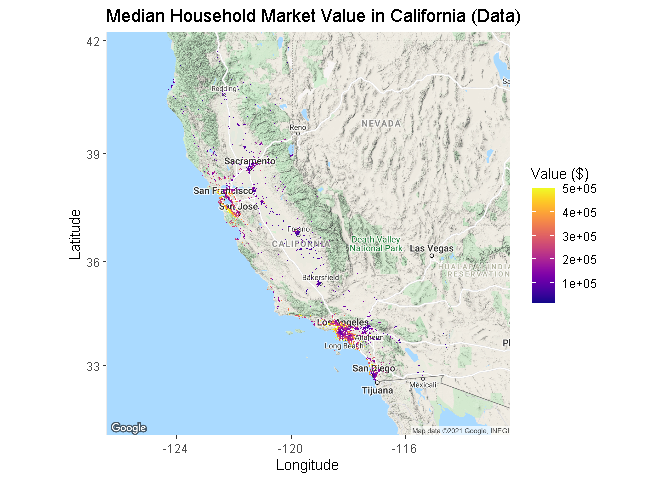 Median Household Market Value in California (Data)
42
39
36
33
Latitude
-124
-120
-116
Longitude
Redding
Reno
NEVADA
Sacramento
San Francisco
San Jose
Fresno
CALIFORNIA
Death Valley
National Park
Las Vegas
Bakersfield
HUALAPAI INDIAN
RESERVATION
Los Angeles
Long Beach
Anaheim
San Diego
Tijuana
Mexicali
Google
Map data ©2021 Google, INEGI
Value ($)
5e+05
4e+05
3e+05
2e+05
1e+05